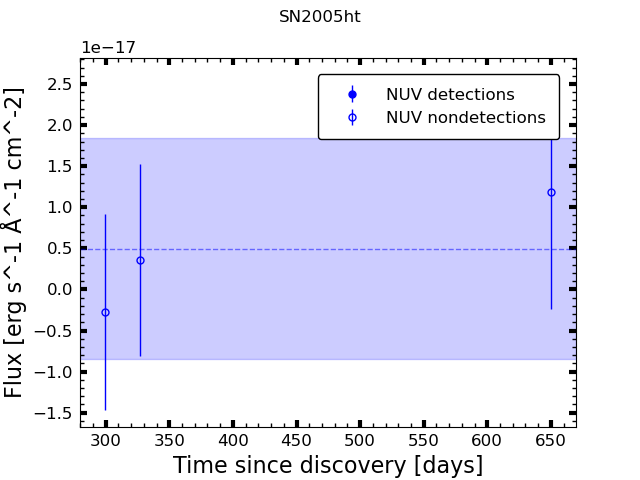 SN2005ht
1e−17
NUV detections
NUV nondetections
2.5
2.0
1.5
1.0
0.5
0.0
−0.5
−1.0
−1.5
Flux [erg s^-1 Å^-1 cm^-2]
300 350 400 450 500 550 600 650
Time since discovery [days]